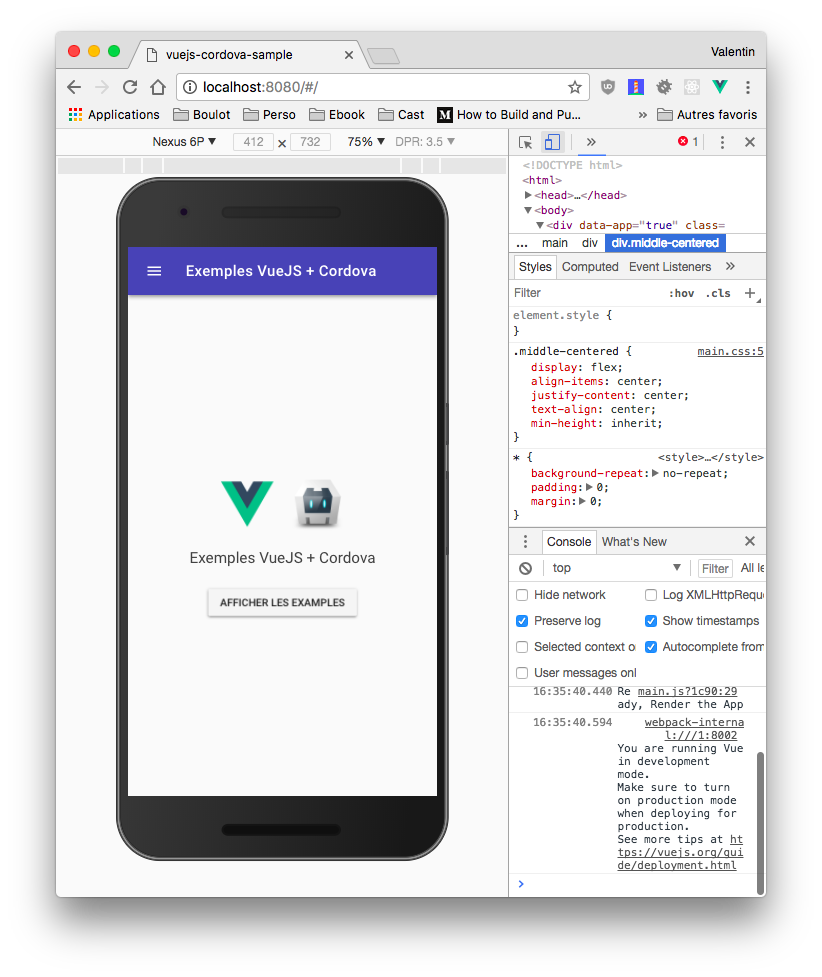 vuejs-cordova-sample
Valentin
localhost:8080/#/
Applications Boulot Perso Ebook Cast M How to Build and Pu... » Autres favoris
Nexus 6P ▼ 412 × 732 75% ▼ DPR: 3.5 ▼
» 1
<!DOCTYPE html>
<html>
▶<head>…</head>
▼<body>
▼<div data-app="true" class=
... main div div.middle-centered
Styles Computed Event Listeners »
Filter :hov .cls +
element.style {
}
.middle-centered { main.css:5
display: flex;
align-items: center;
justify-content: center;
text-align: center;
min-height: inherit;
}
* { <style>…</style>
background-repeat:▶no-repeat;
padding:▶0;
margin:▶0;
}
Exemples VueJS + Cordova
Exemples VueJS + Cordova
AFFICHER LES EXAMPLES
Console What's New
top ▼ Filter All le
Hide network Log XMLHttpRequ
Preserve log Show timestamps
Selected context o Autocomplete from
User messages onl
16:35:40.440 Re main.js?1c90:29
ady, Render the App
16:35:40.594 webpack-interna
l:///1:8002
You are running Vue
in development
mode.
Make sure to turn
on production mode
when deploying for
production.
See more tips at ht
tps://vuejs.org/gui
de/deployment.html
>